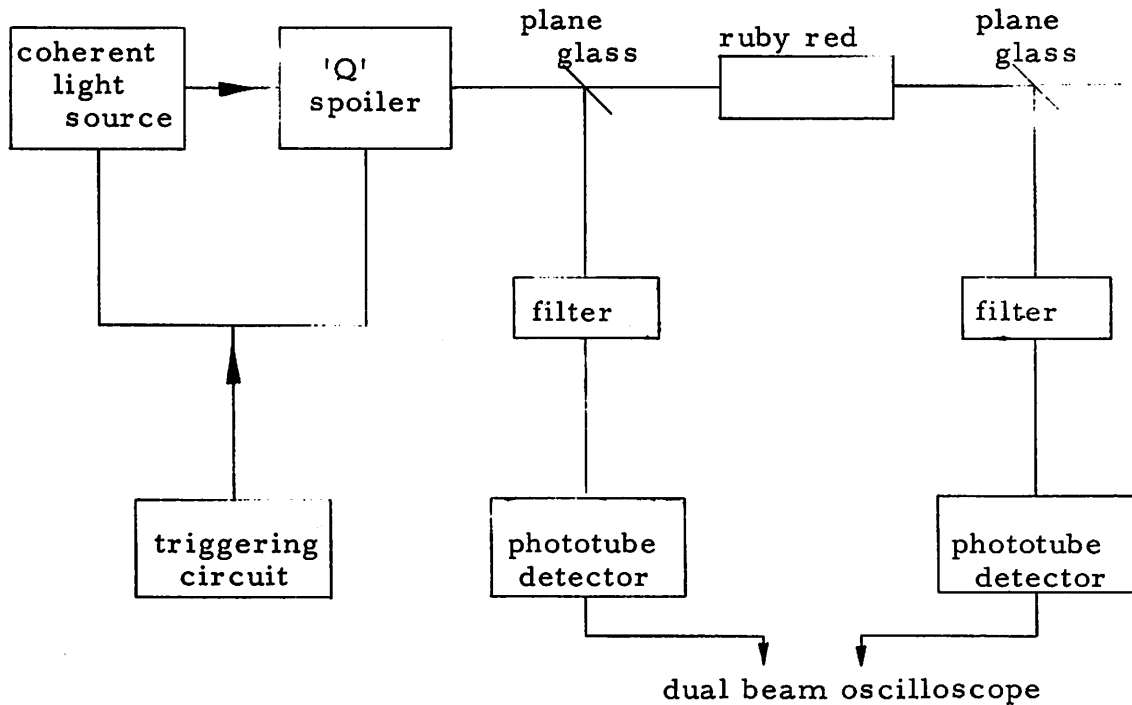 coherent
light
source
'Q'
spoiler
plane
glass
ruby red
plane
glass
filter
filter
triggering
circuit
phototube
detector
phototube
detector
dual beam oscilloscope